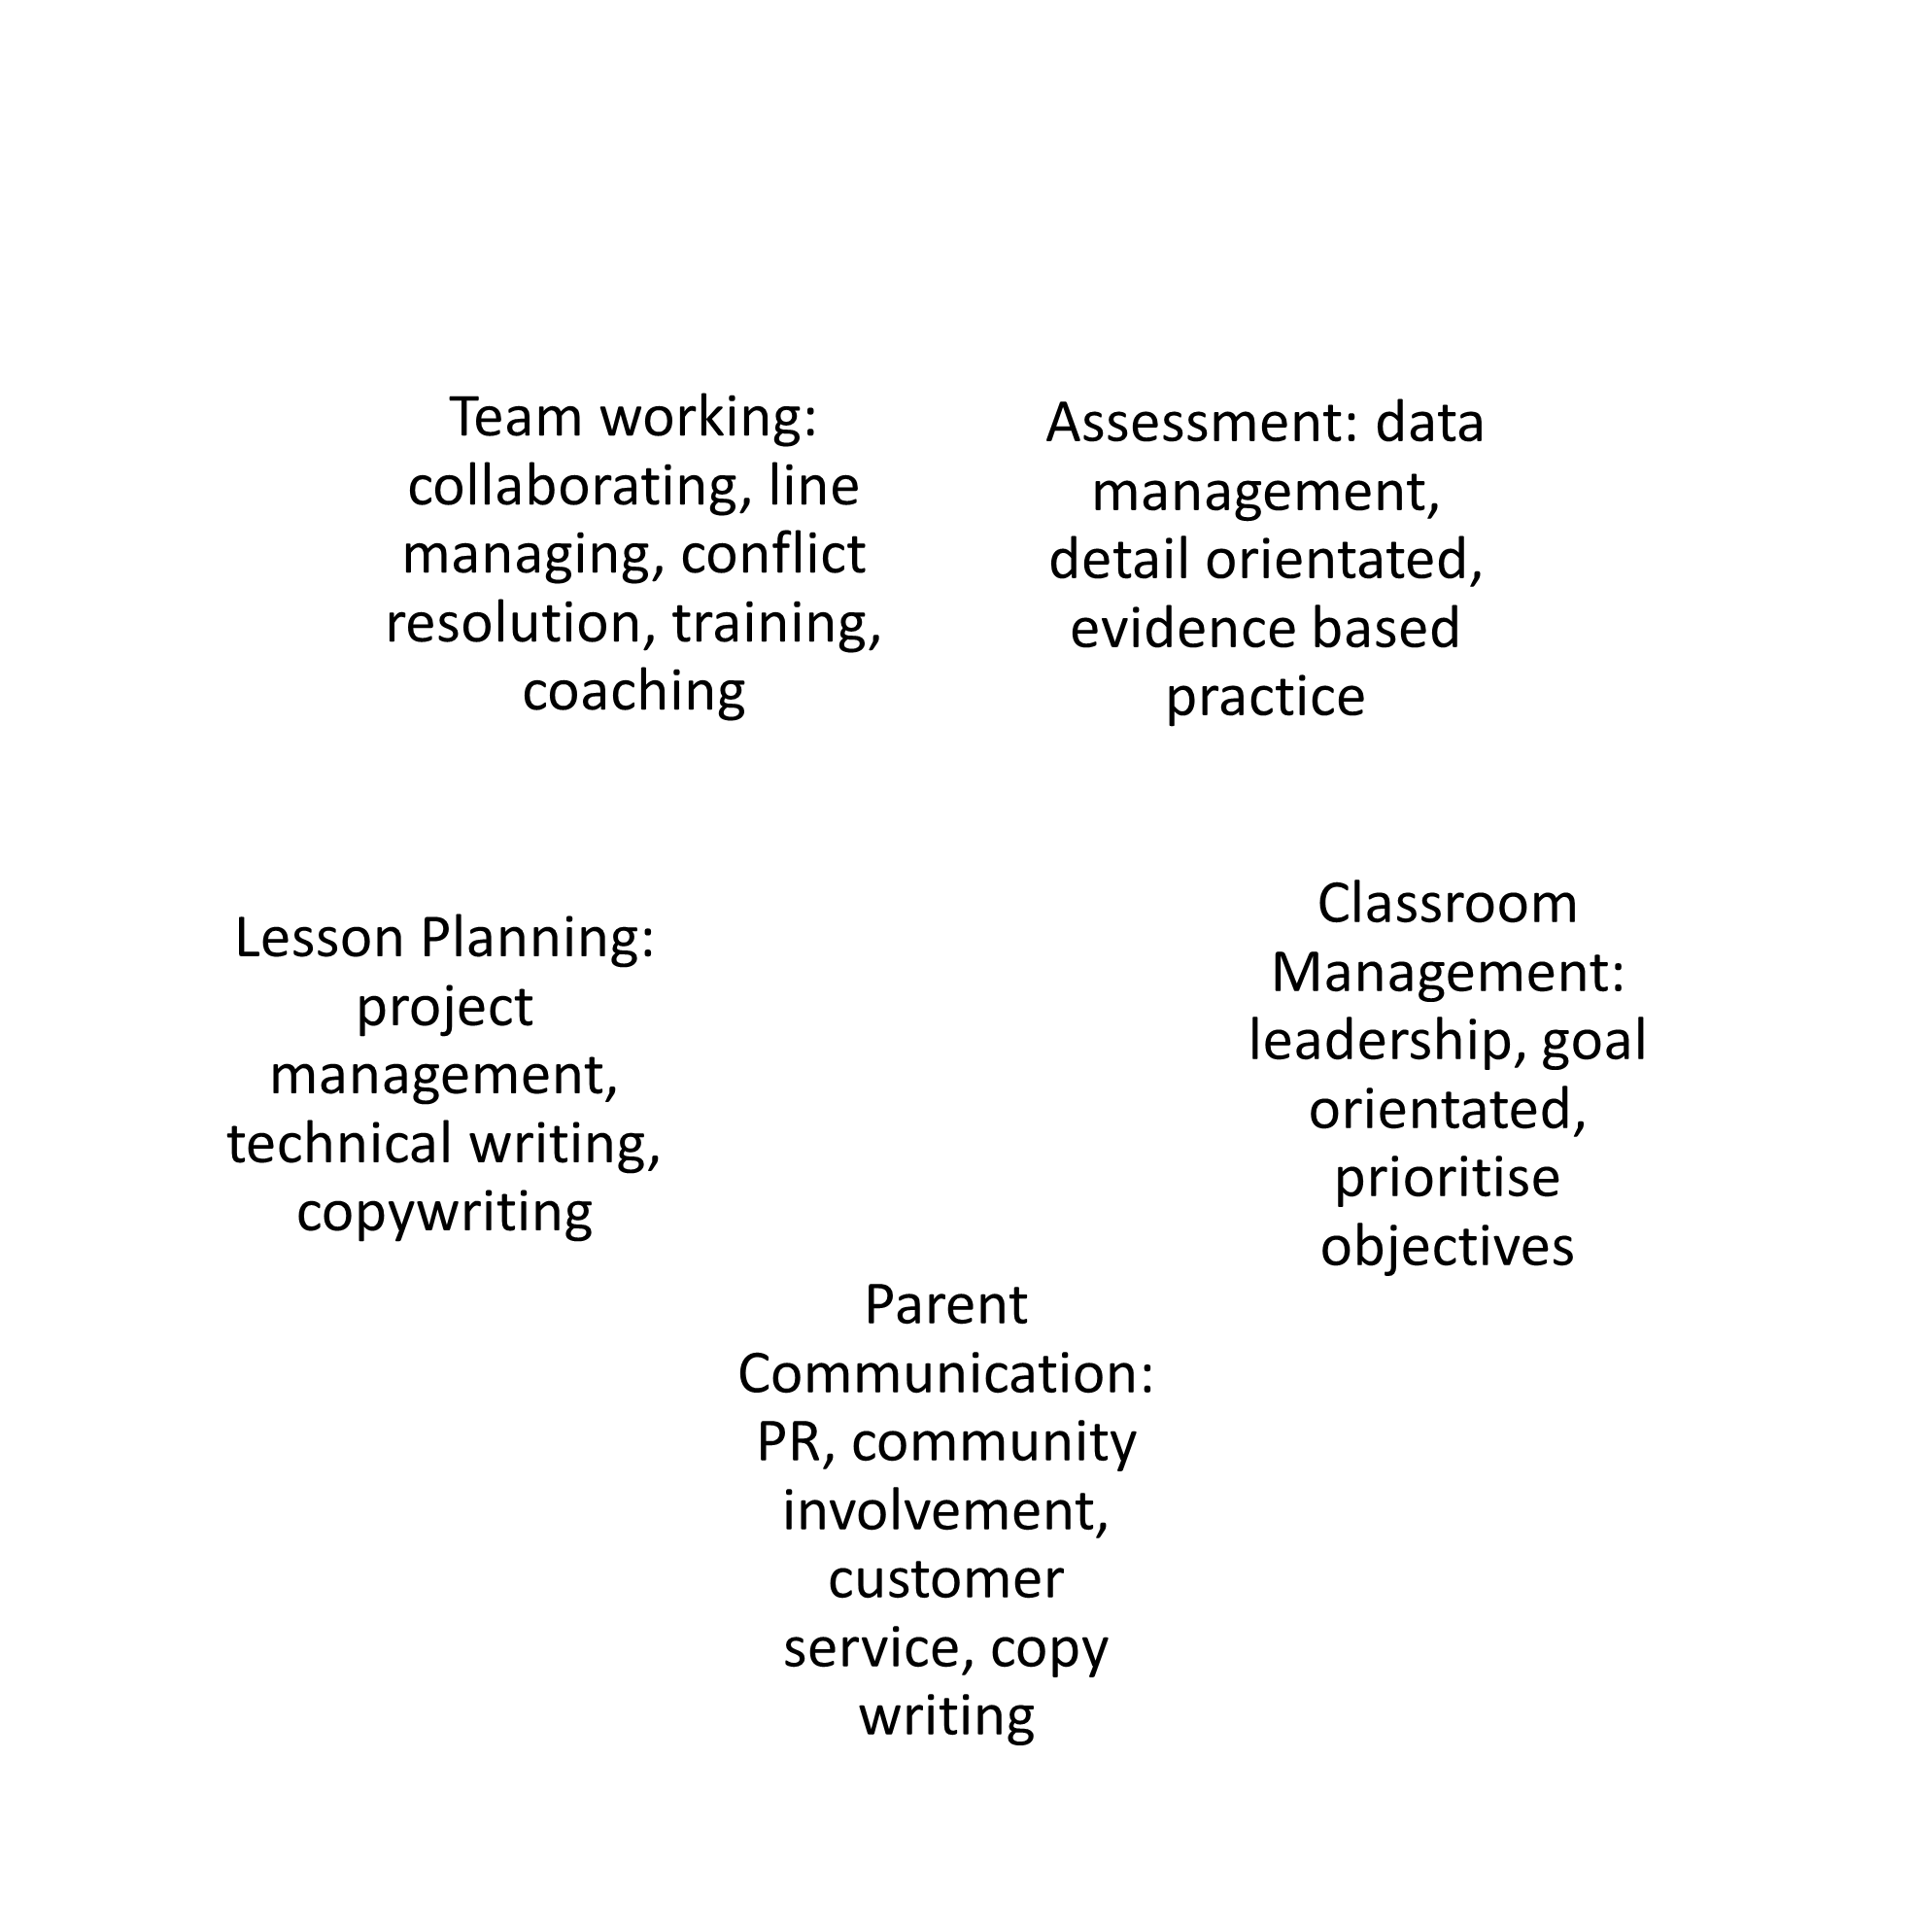 Team working:
collaborating, line
managing, conflict
resolution, training,
coaching
Assessment: data
management,
detail orientated,
evidence based
practice
Lesson Planning:
project
management,
technical writing,
copywriting
Classroom
Management:
leadership, goal
orientated,
prioritise
objectives
Parent
Communication:
PR, community
involvement,
customer
service, copy
writing